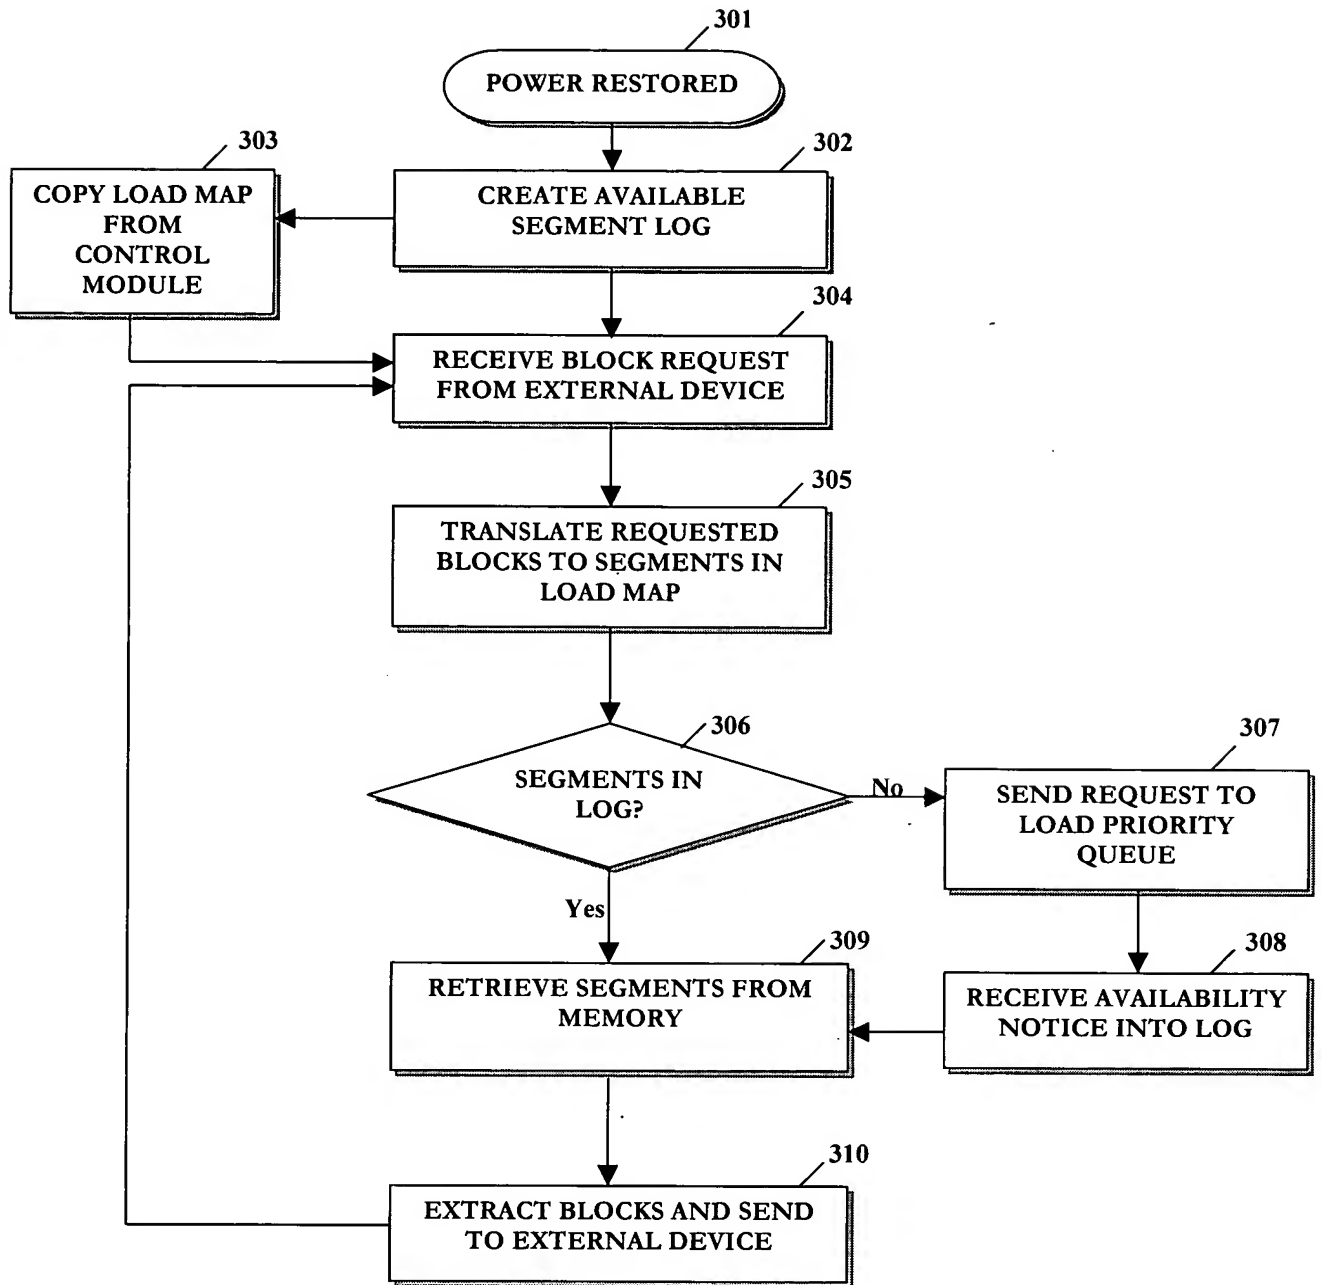 301
POWER RESTORED
303
COPY LOAD MAP
FROM
CONTROL
MODULE
302
CREATE AVAILABLE
SEGMENT LOG
304
RECEIVE BLOCK REQUEST
FROM EXTERNAL DEVICE
305
TRANSLATE REQUESTED
BLOCKS TO SEGMENTS IN
LOAD MAP
306
SEGMENTS IN
LOG?
No
307
SEND REQUEST TO
LOAD PRIORITY
QUEUE
Yes
309
RETRIEVE SEGMENTS FROM
MEMORY
308
RECEIVE AVAILABILITY
NOTICE INTO LOG
310
EXTRACT BLOCKS AND SEND
TO EXTERNAL DEVICE